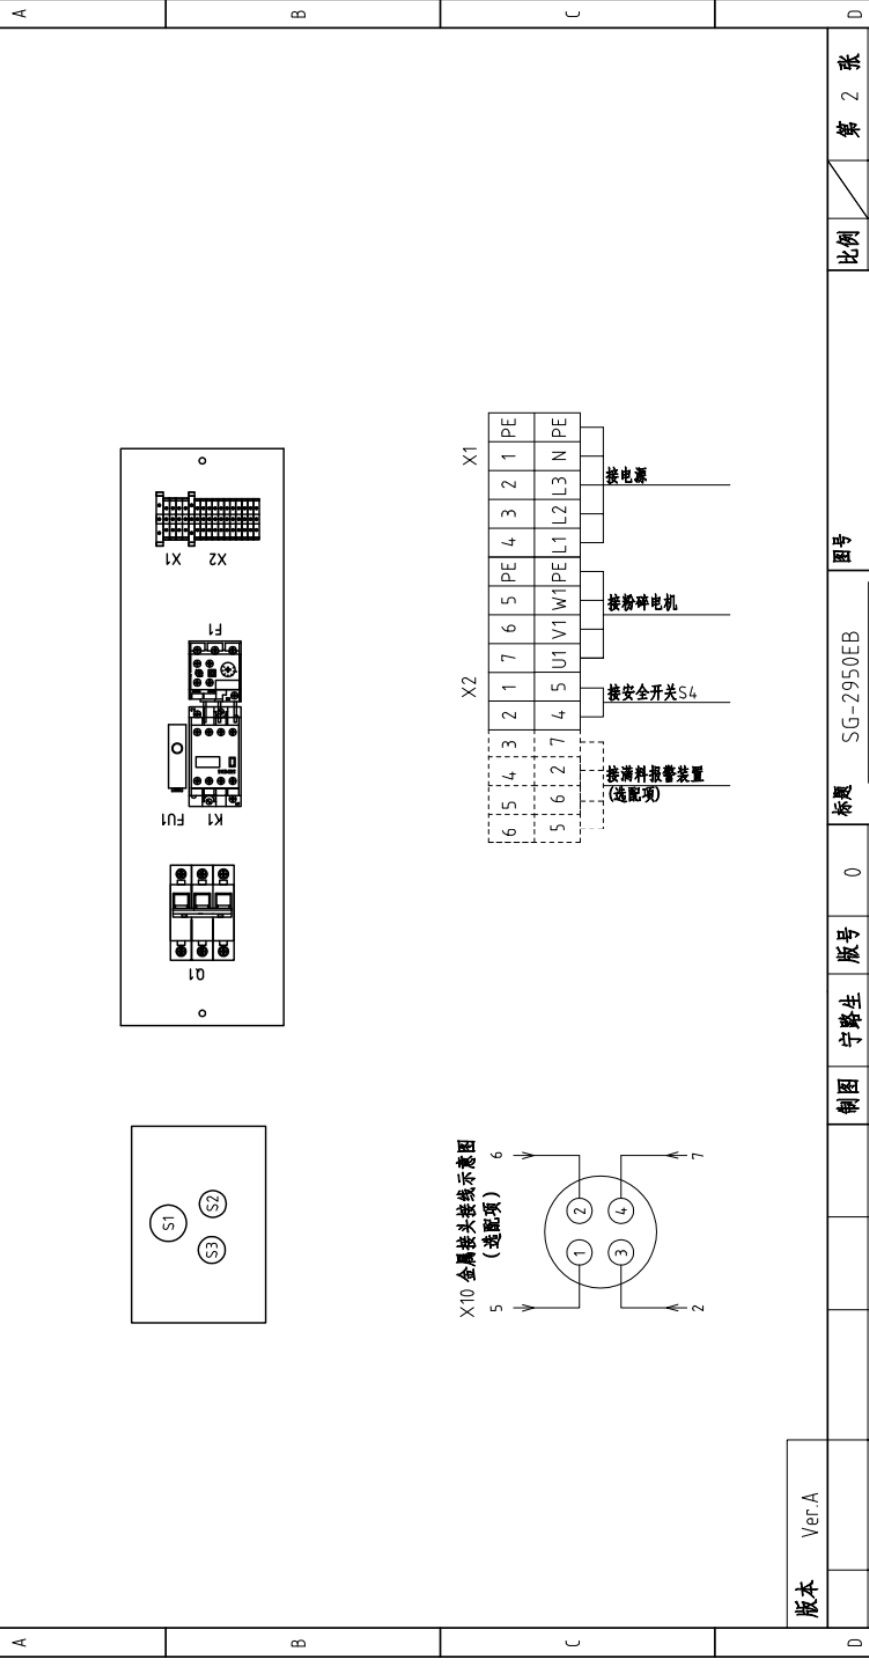 A
B
C
D
S1
S2
S3
Q1
FU1
K1
F1
X1
X2
X10 金属接头接线示意图
(选配项)
5
6
1
2
3
4
2
7
X2
X1
6 5 4 3 2 1 7 6 5 PE 4 3 2 1 PE
5 6 2 7 4 5 U1 V1 W1 PE L1 L2 L3 N PE
接满料报警装置
(选配项)
接安全开关S4
接粉碎电机
接电源
版本 Ver.A
制图 宁路生 版号 0 标题 SG-2950EB 图号 比例 第 2 张
A
B
C
D